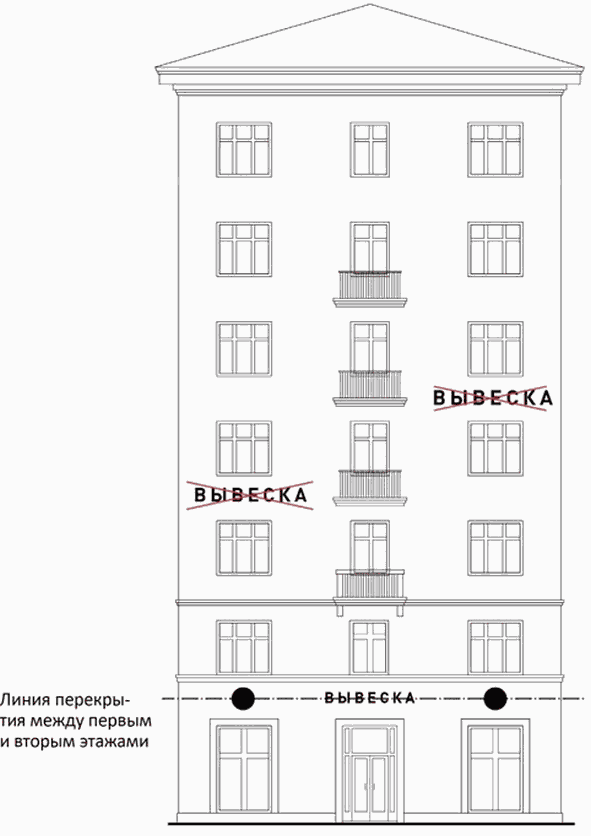 ВЫВЕСКА
ВЫВЕСКА
Линия перекры-
тия между первым
и вторым этажами
ВЫВЕСКА